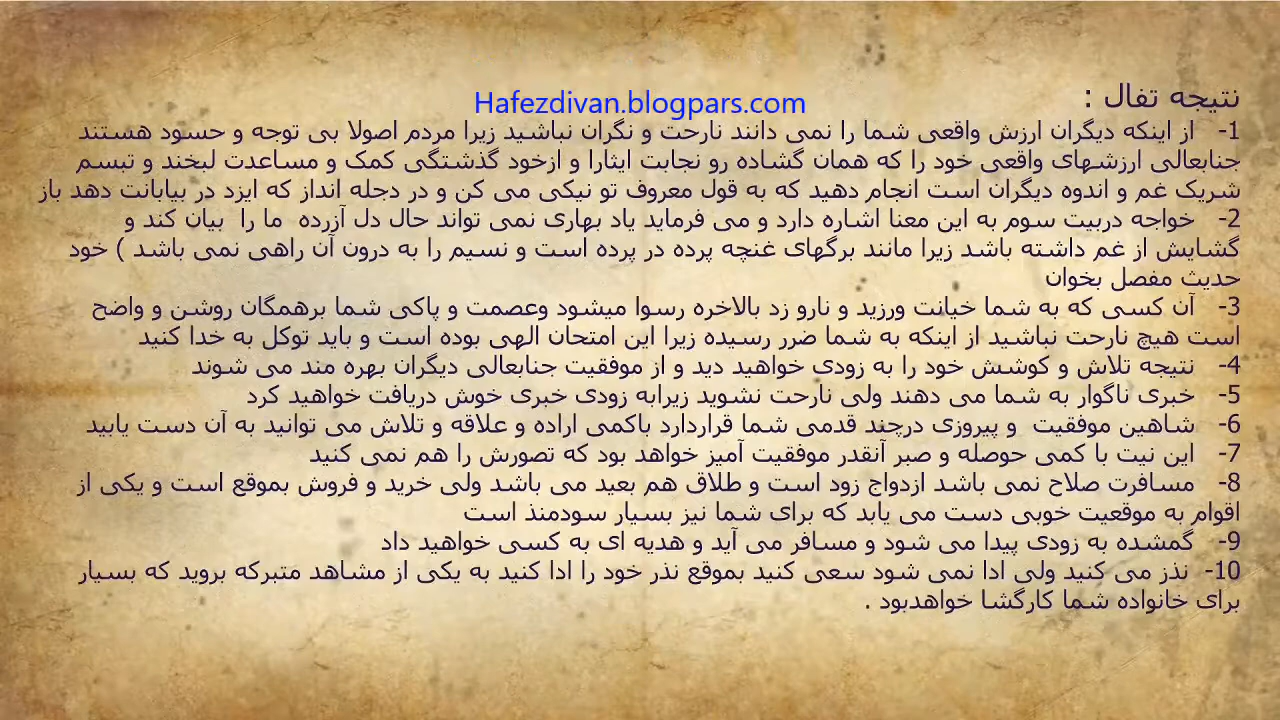 Hafezdivan.blogpars.com
نتیجه تفال :
1- از اینکه دیگران ارزش واقعی شما را نمی دانند نارحت و نگران نباشید زیرا مردم اصولا بی توجه و حسود هستند
جنابعالی ارزشهای واقعی خود را که همان گشاده رو نجابت ایثارا و ازخود گذشتگی کمک و مساعدت لبخند و تبسم
شریک غم و اندوه دیگران است انجام دهید که به قول معروف تو نیکی می کن و در دجله انداز که ایزد در بیابانت دهد باز
2- خواجه دربیت سوم به این معنا اشاره دارد و می فرماید یاد بهاری نمی تواند حال دل آزرده ما را بیان کند و
گشایش از غم داشته باشد زیرا مانند برگهای غنچه پرده در پرده است و نسیم را به درون آن راهی نمی باشد ) خود
حدیث مفصل بخوان
3- آن کسی که به شما خیانت ورزید و نارو زد بالاخره رسوا میشود وعصمت و پاکی شما برهمگان روشن و واضح
است هیچ نارحت نباشید از اینکه به شما ضرر رسیده زیرا این امتحان الهی بوده است و باید توکل به خدا کنید
4- نتیجه تلاش و کوشش خود را به زودی خواهید دید و از موفقیت جنابعالی دیگران بهره مند می شوند
5- خبری ناگوار به شما می دهند ولی نارحت نشوید زیرابه زودی خبری خوش دریافت خواهید کرد
6- شاهین موفقیت و پیروزی درچند قدمی شما قراردارد باکمی اراده و علاقه و تلاش می توانید به آن دست یابید
7- این نیت با کمی حوصله و صبر آنقدر موفقیت آمیز خواهد بود که تصورش را هم نمی کنید
8- مسافرت صلاح نمی باشد ازدواج زود است و طلاق هم بعید می باشد ولی خرید و فروش بموقع است و یکی از
اقوام به موقعیت خوبی دست می یابد که برای شما نیز بسیار سودمنذ است
9- گمشده به زودی پیدا می شود و مسافر می آید و هدیه ای به کسی خواهید داد
10- نذز می کنید ولی ادا نمی شود سعی کنید بموقع نذر خود را ادا کنید به یکی از مشاهد متبرکه بروید که بسیار
برای خانواده شما کارگشا خواهدبود .